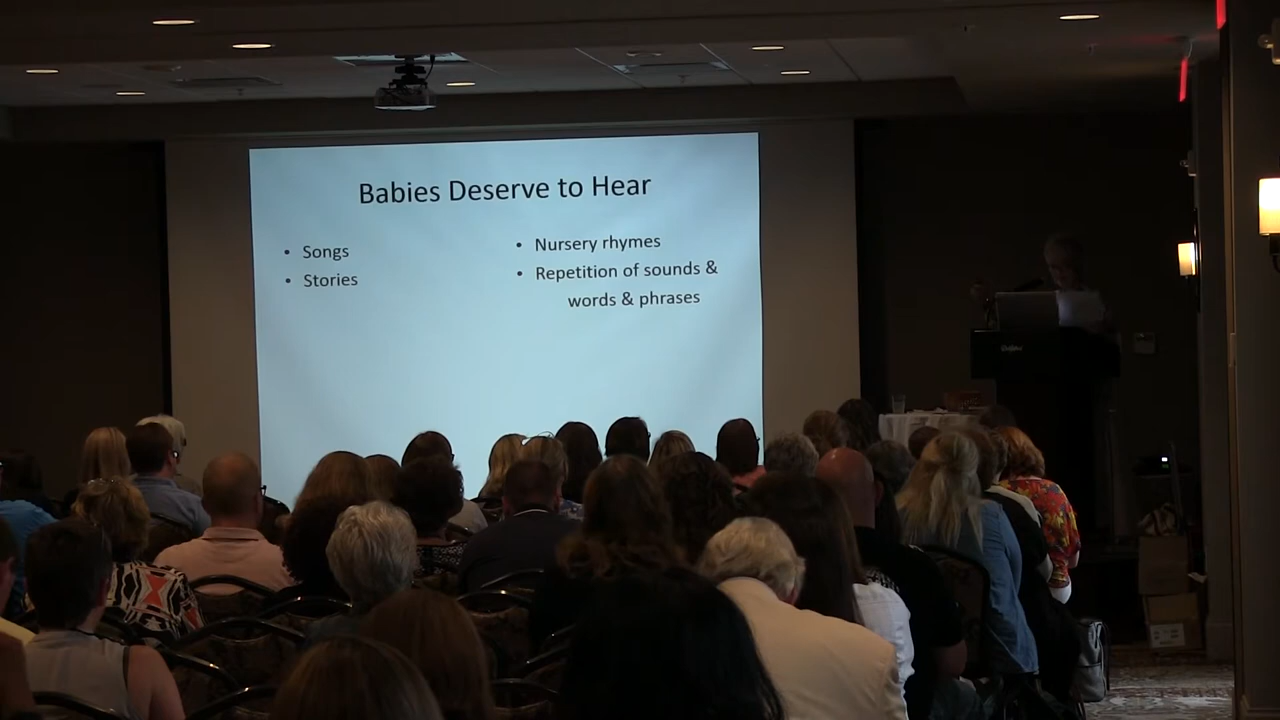 Babies Deserve to Hear
• Songs
• Stories
• Nursery rhymes
• Repetition of sounds &
words & phrases